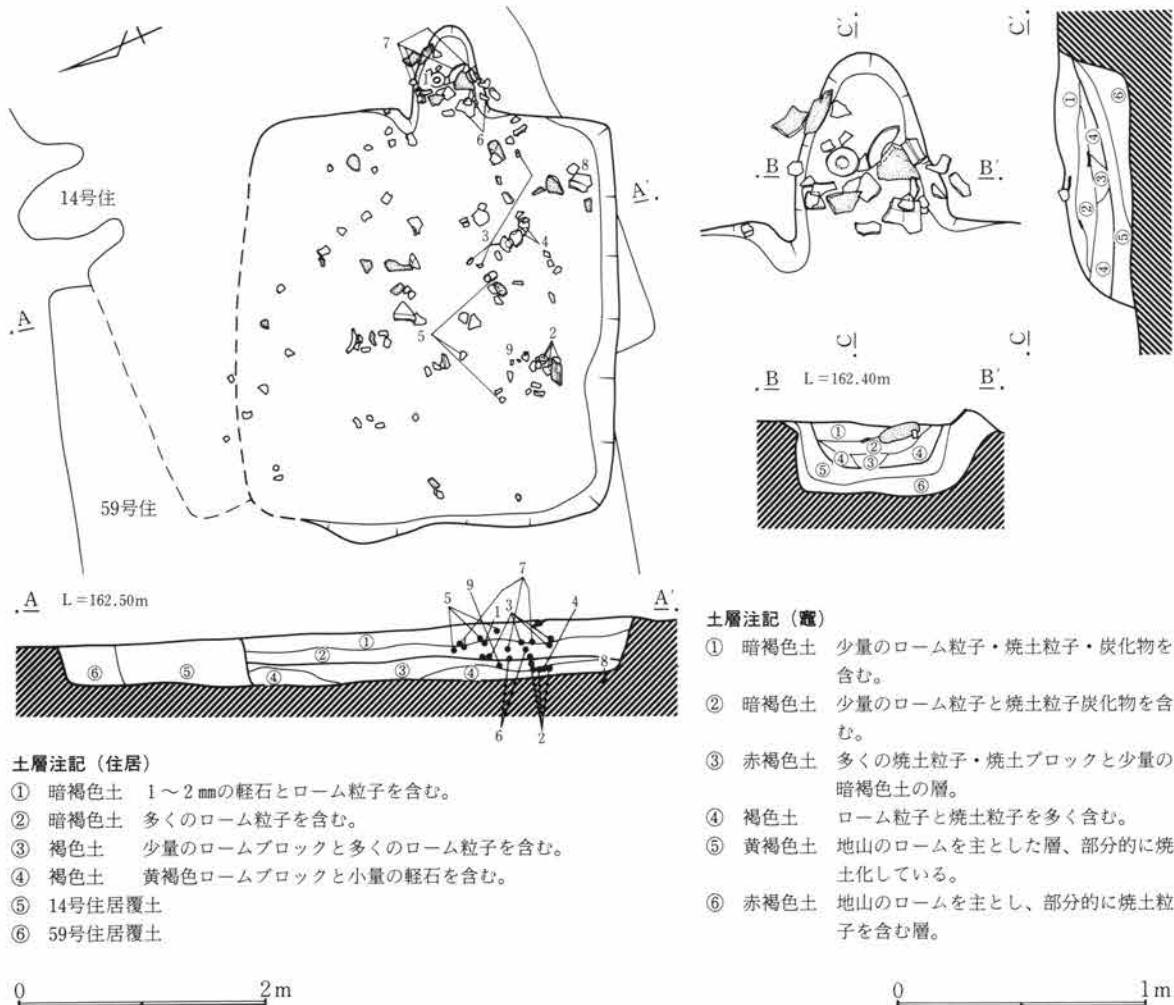 7
1
6
8
14号住
A′
3
4
A
5
9
2
59号住
A L=162.50m A′
7
9
5 1 3 4
8
6 2
土層注記（住居）
① 暗褐色土 1～2㎜の軽石とローム粒子を含む。
② 暗褐色土 多くのローム粒子を含む。
③ 褐色土 少量のロームブロックと多くのローム粒子を含む。
④ 褐色土 黄褐色ロームブロックと小量の軽石を含む。
⑤ 14号住居覆土
⑥ 59号住居覆土
① ② ③ ④ ④ ⑤ ⑥
0 2m
C′ C′
B B′
C C
① ② ③ ④ ④ ⑤ ⑥
B L=162.40m B′
① ② ③ ④ ④ ⑤ ⑥
土層注記（竈）
① 暗褐色土 少量のローム粒子・焼土粒子・炭化物を
含む。
② 暗褐色土 少量のローム粒子と焼土粒子炭化物を含
む。
③ 赤褐色土 多くの焼土粒子・焼土ブロックと少量の
暗褐色土の層。
④ 褐色土 ローム粒子と焼土粒子を多く含む。
⑤ 黄褐色土 地山のロームを主とした層、部分的に焼
土化している。
⑥ 赤褐色土 地山のロームを主とし、部分的に焼土粒
子を含む層。
0 1m